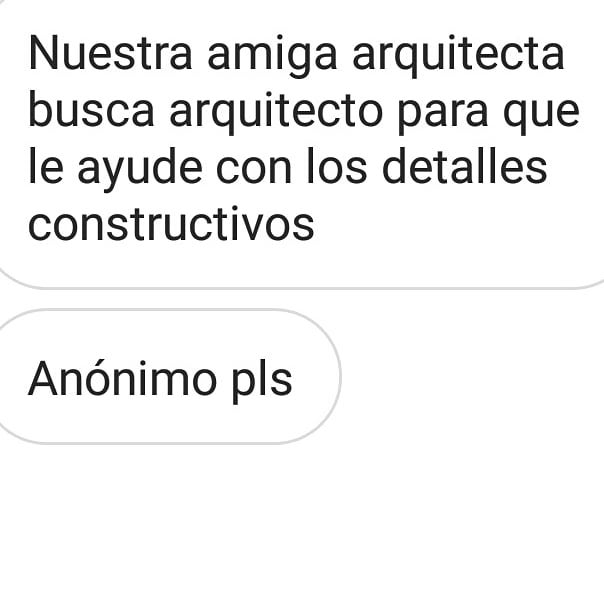 Nuestra amiga arquitecta
busca arquitecto para que
le ayude con los detalles
constructivos
Anónimo pls